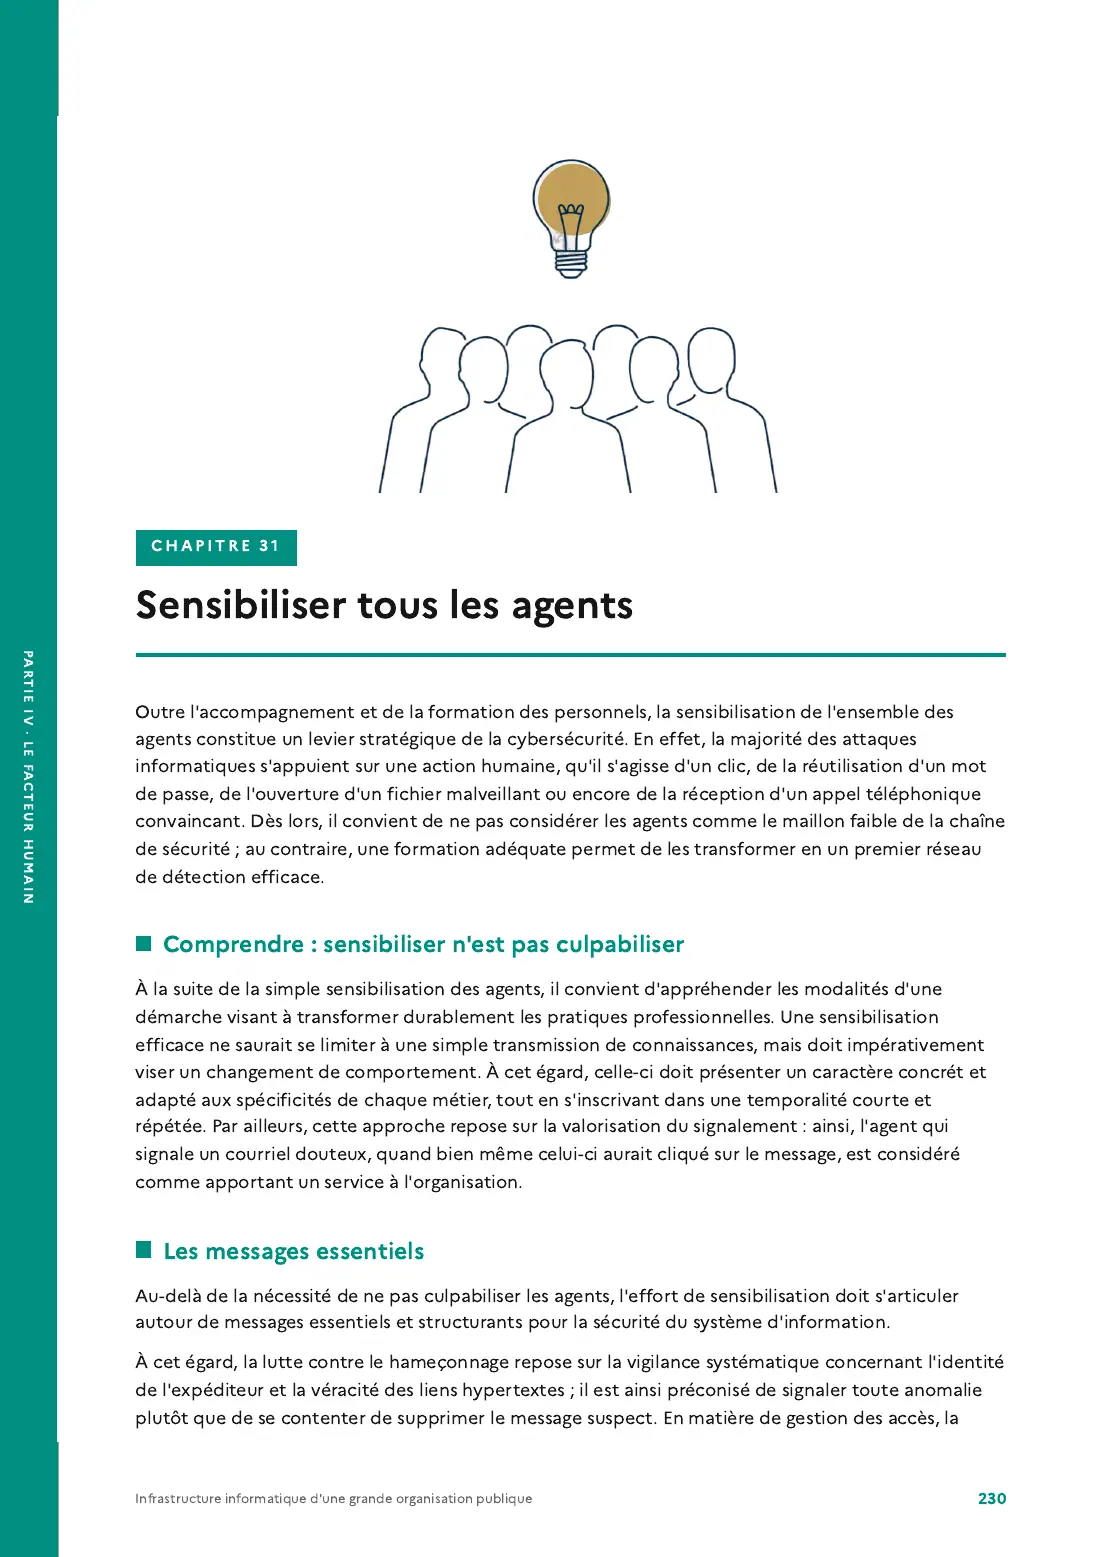 CHAPITRE 31
Sensibiliser tous les agents
PARTIE IV · LE FACTEUR HUMAIN
Outre l'accompagnement et de la formation des personnels, la sensibilisation de l'ensemble des
agents constitue un levier stratégique de la cybersécurité. En effet, la majorité des attaques
informatiques s'appuient sur une action humaine, qu'il s'agisse d'un clic, de la réutilisation d'un mot
de passe, de l'ouverture d'un fichier malveillant ou encore de la réception d'un appel téléphonique
convaincant. Dès lors, il convient de ne pas considérer les agents comme le maillon faible de la chaîne
de sécurité ; au contraire, une formation adéquate permet de les transformer en un premier réseau
de détection efficace.
Comprendre : sensibiliser n'est pas culpabiliser
À la suite de la simple sensibilisation des agents, il convient d'appréhender les modalités d'une
démarche visant à transformer durablement les pratiques professionnelles. Une sensibilisation
efficace ne saurait se limiter à une simple transmission de connaissances, mais doit impérativement
viser un changement de comportement. À cet égard, celle-ci doit présenter un caractère concrét et
adapté aux spécificités de chaque métier, tout en s'inscrivant dans une temporalité courte et
répétée. Par ailleurs, cette approche repose sur la valorisation du signalement : ainsi, l'agent qui
signale un courriel douteux, quand bien même celui-ci aurait cliqué sur le message, est considéré
comme apportant un service à l'organisation.
Les messages essentiels
Au-delà de la nécessité de ne pas culpabiliser les agents, l'effort de sensibilisation doit s'articuler
autour de messages essentiels et structurants pour la sécurité du système d'information.
À cet égard, la lutte contre le hameçonnage repose sur la vigilance systématique concernant l'identité
de l'expéditeur et la véracité des liens hypertextes ; il est ainsi préconisé de signaler toute anomalie
plutôt que de se contenter de supprimer le message suspect. En matière de gestion des accès, la
Infrastructure informatique d'une grande organisation publique
230